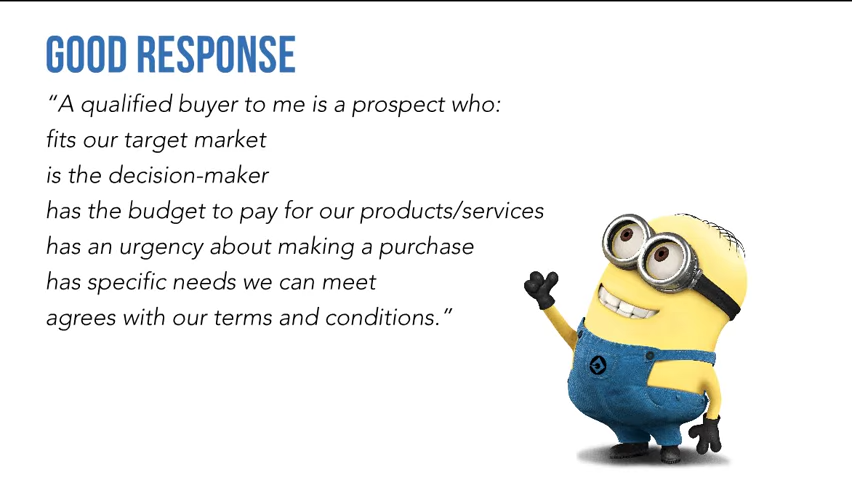 GOOD RESPONSE
“A qualified buyer to me is a prospect who:
fits our target market
is the decision-maker
has the budget to pay for our products/services
has an urgency about making a purchase
has specific needs we can meet
agrees with our terms and conditions.”